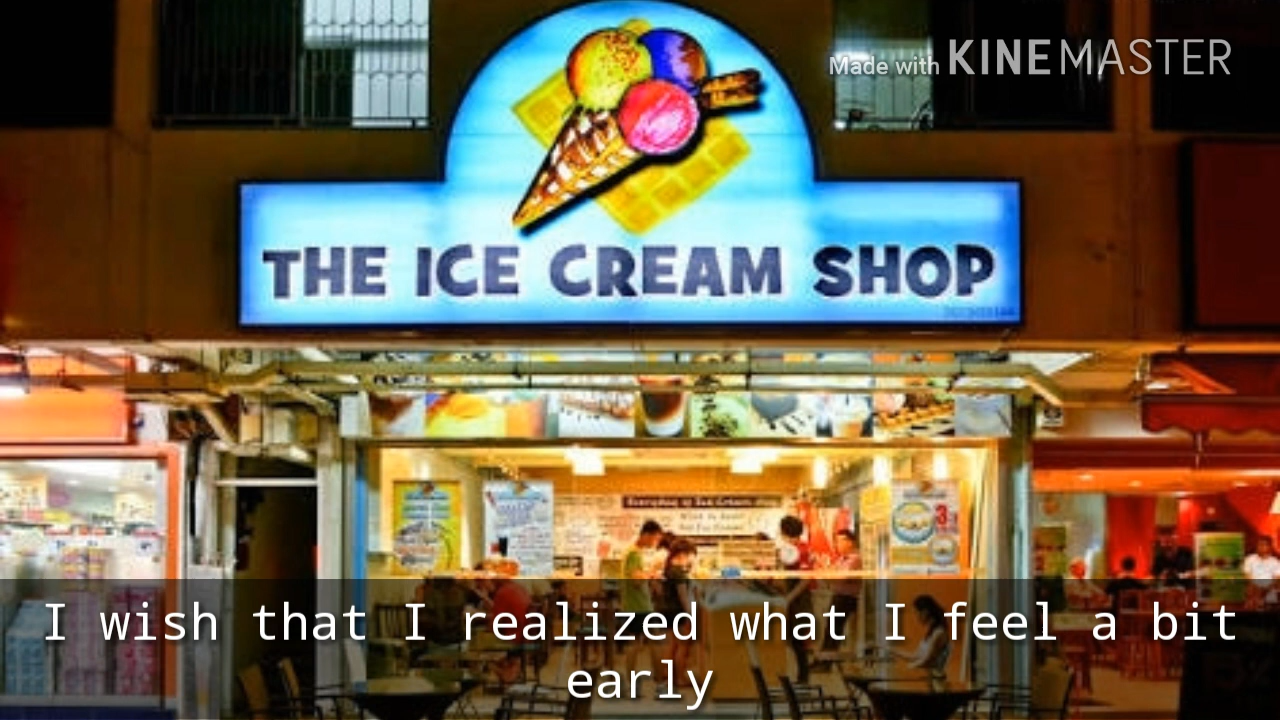 Made with KINEMASTER
THE ICE CREAM SHOP
I wish that I realized what I feel a bit
early